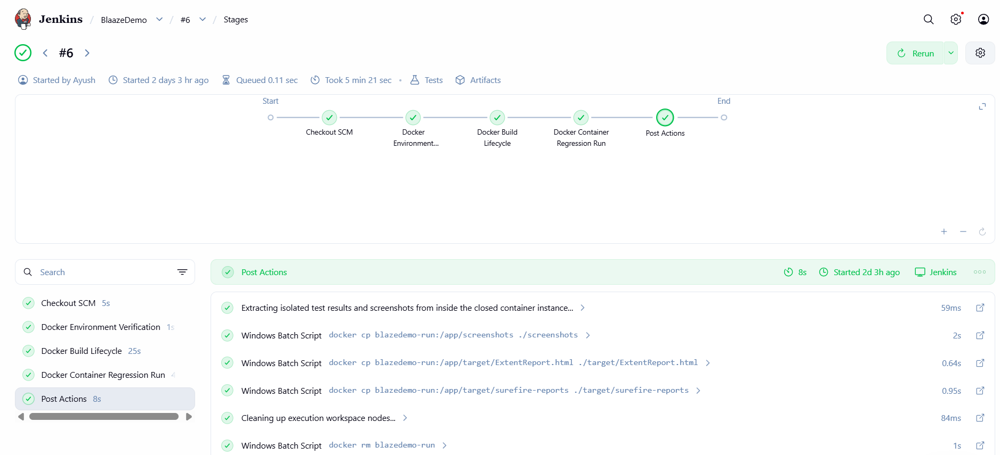 Jenkins / BlaazeDemo / #6 / Stages
#6
Rerun
Started by Ayush Started 2 days 3 hr ago Queued 0.11 sec Took 5 min 21 sec • Tests Artifacts
Start End
Checkout SCM
Docker
Environment...
Docker Build
Lifecycle
Docker Container
Regression Run
Post Actions
Search
Checkout SCM 5s
Docker Environment Verification 1s
Docker Build Lifecycle 25s
Docker Container Regression Run
Post Actions 8s
Post Actions 8s Started 2d 3h ago Jenkins
Extracting isolated test results and screenshots from inside the closed container instance... 59ms
Windows Batch Script docker cp blazedemo-run:/app/screenshots ./screenshots 2s
Windows Batch Script docker cp blazedemo-run:/app/target/ExtentReport.html ./target/ExtentReport.html 0.64s
Windows Batch Script docker cp blazedemo-run:/app/target/surefire-reports ./target/surefire-reports 0.95s
Cleaning up execution workspace nodes... 84ms
Windows Batch Script docker rm blazedemo-run 1s